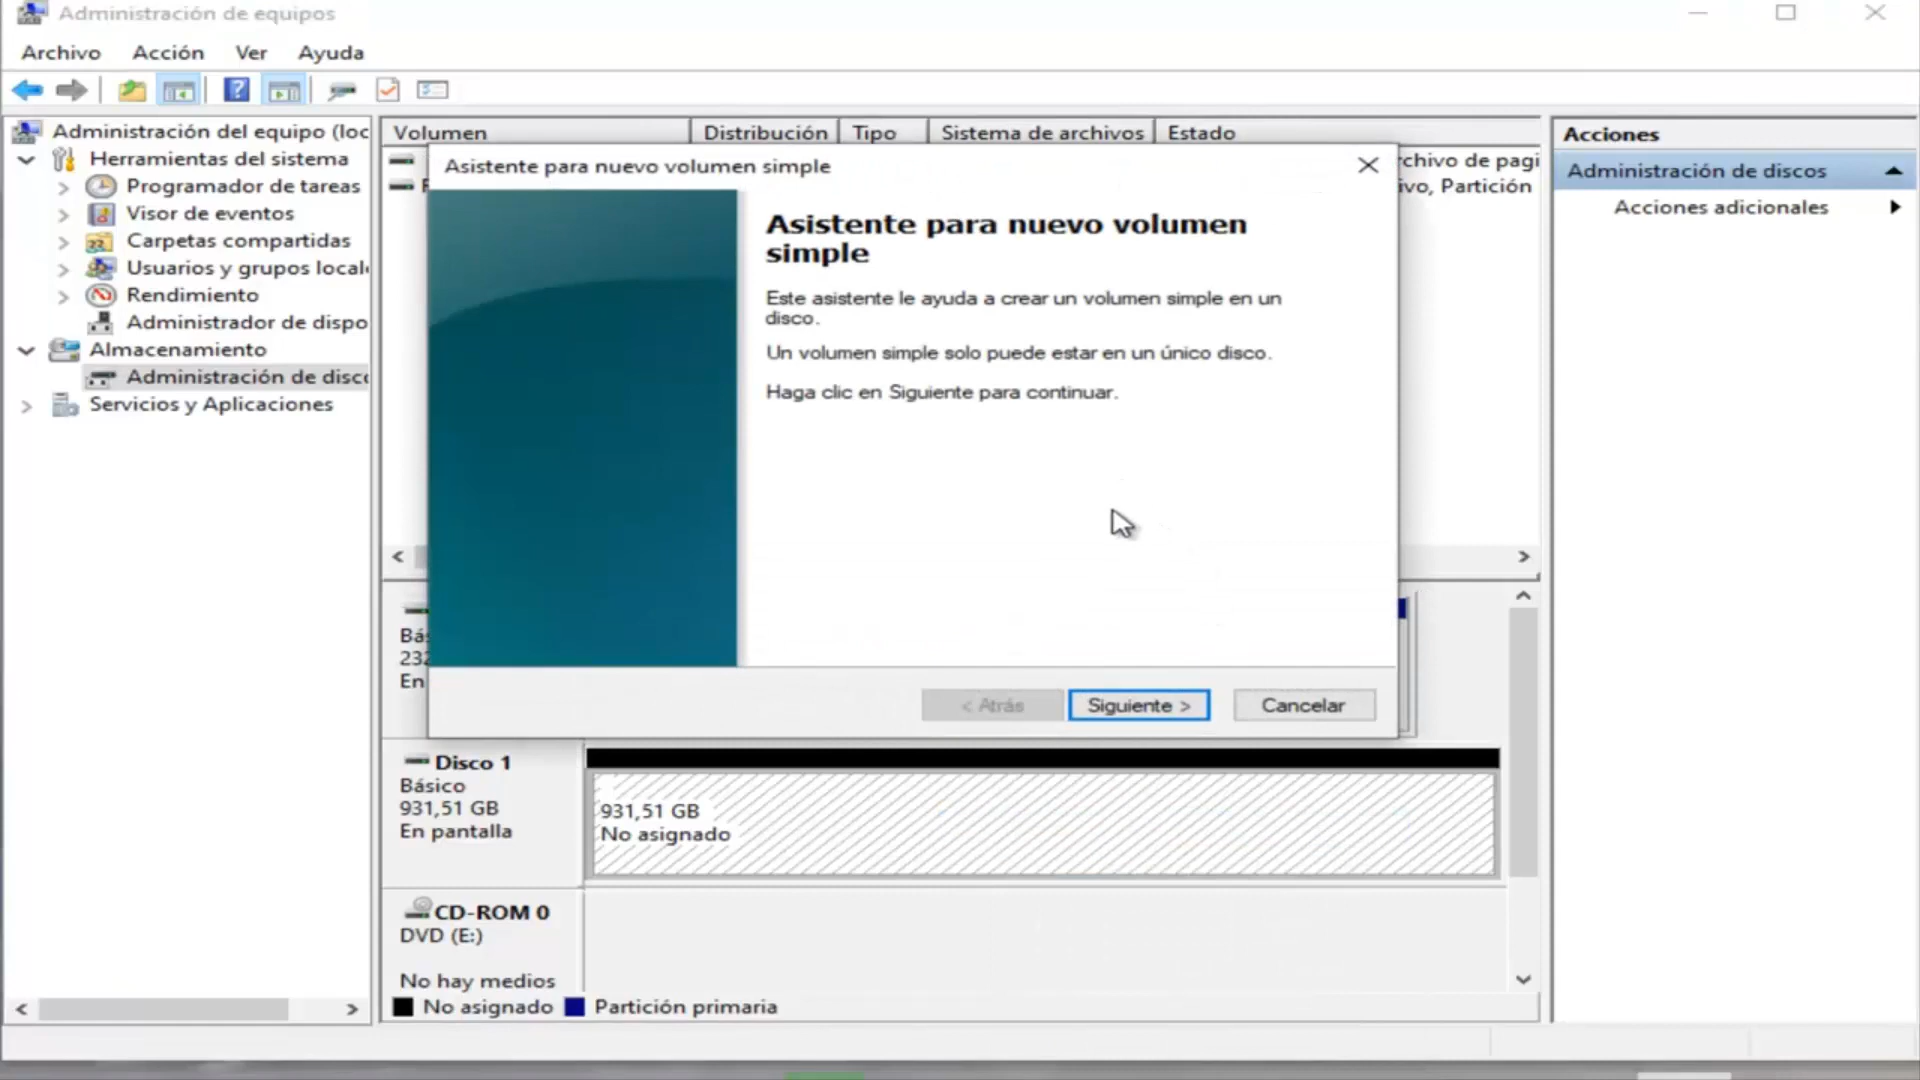 Administración de equipos
Archivo Acción Ver Ayuda
Administración del equipo (loc
Herramientas del sistema
Programador de tareas
Visor de eventos
Carpetas compartidas
Usuarios y grupos local
Rendimiento
Administrador de dispo
Almacenamiento
Administración de disc
Servicios y Aplicaciones
Volumen Distribución Tipo Sistema de archivos Estado
rchivo de pagi
ivo, Partición
Asistente para nuevo volumen simple
Asistente para nuevo volumen
simple
Este asistente le ayuda a crear un volumen simple en un
disco.
Un volumen simple solo puede estar en un único disco.
Haga clic en Siguiente para continuar.
< Atrás Siguiente > Cancelar
Bás
232
En
Disco 1
Básico
931,51 GB
En pantalla
931,51 GB
No asignado
CD-ROM 0
DVD (E:)
No hay medios
No asignado Partición primaria
Acciones
Administración de discos
Acciones adicionales